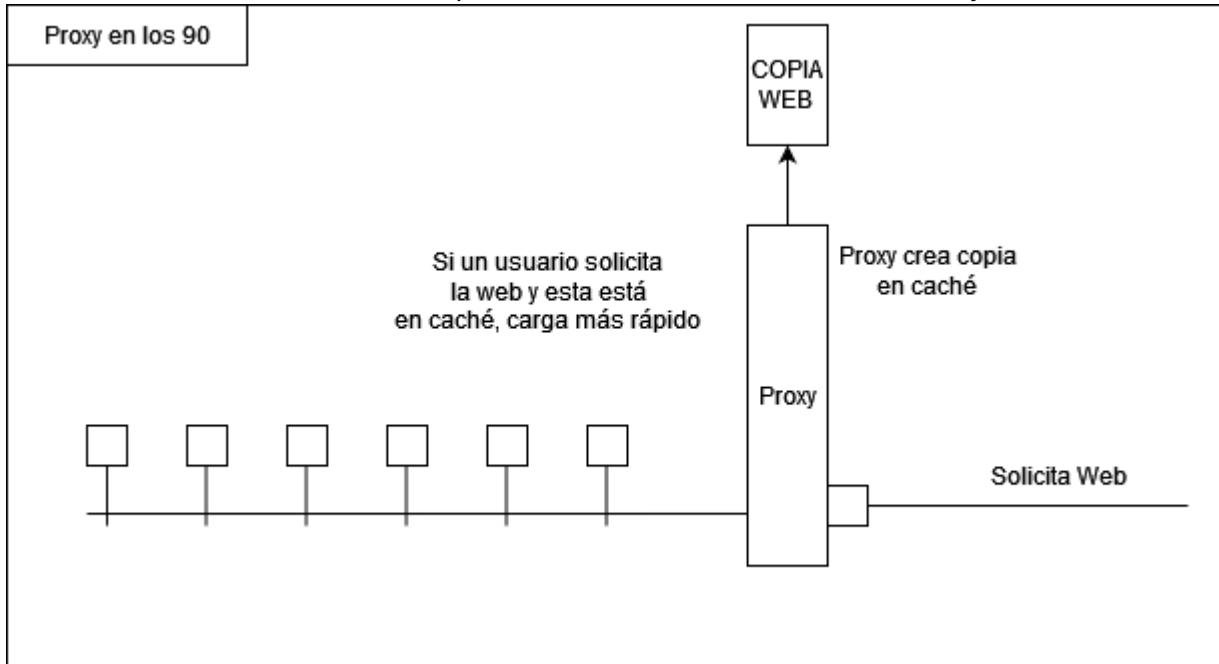 Proxy en los 90
COPIA
WEB
Si un usuario solicita
la web y esta está
en caché, carga más rápido
Proxy crea copia
en caché
Proxy
Solicita Web